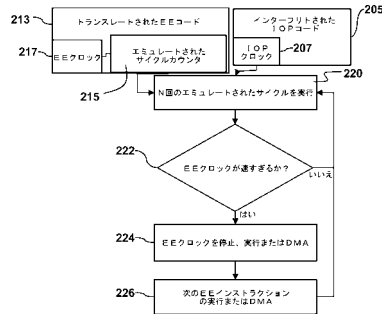 213
トランスレートされたEEコード
217
EEクロック
エミュレートされた
サイクルカウンタ
215
インターフリトされた
IOPコード
205
IOP
クロック
207
220
N回のエミュレートされたサイクルを実行
222
EEクロックが速すぎるか?
いいえ
はい
224
EEクロックを停止、実行またはDMA
226
次のEEインストラクション
の実行またはDMA